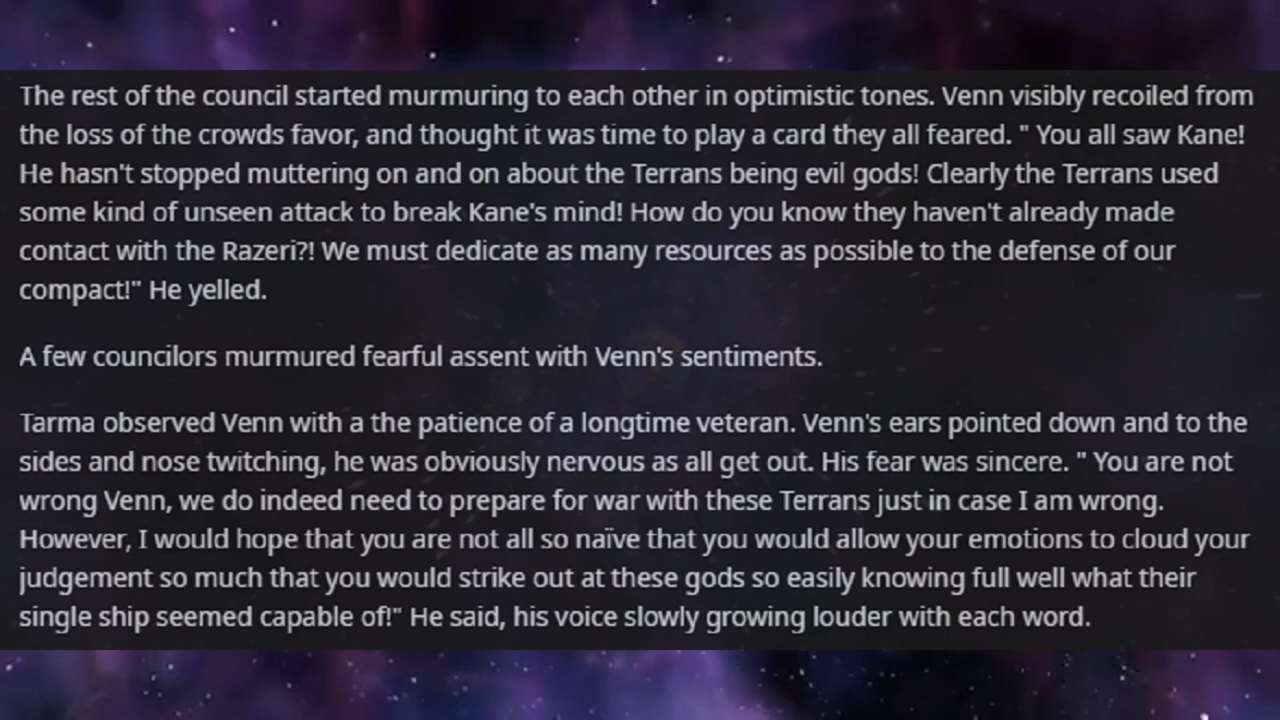 The rest of the council started murmuring to each other in optimistic tones. Venn visibly recoiled from
the loss of the crowds favor, and thought it was time to play a card they all feared. " You all saw Kane!
He hasn't stopped muttering on and on about the Terrans being evil gods! Clearly the Terrans used
some kind of unseen attack to break Kane's mind! How do you know they haven't already made
contact with the Razeri?! We must dedicate as many resources as possible to the defense of our
compact!" He yelled.
A few councilors murmured fearful assent with Venn's sentiments.
Tarma observed Venn with a the patience of a longtime veteran. Venn's ears pointed down and to the
sides and nose twitching, he was obviously nervous as all get out. His fear was sincere. " You are not
wrong Venn, we do indeed need to prepare for war with these Terrans just in case I am wrong.
However, I would hope that you are not all so naïve that you would allow your emotions to cloud your
judgement so much that you would strike out at these gods so easily knowing full well what their
single ship seemed capable of!" He said, his voice slowly growing louder with each word.